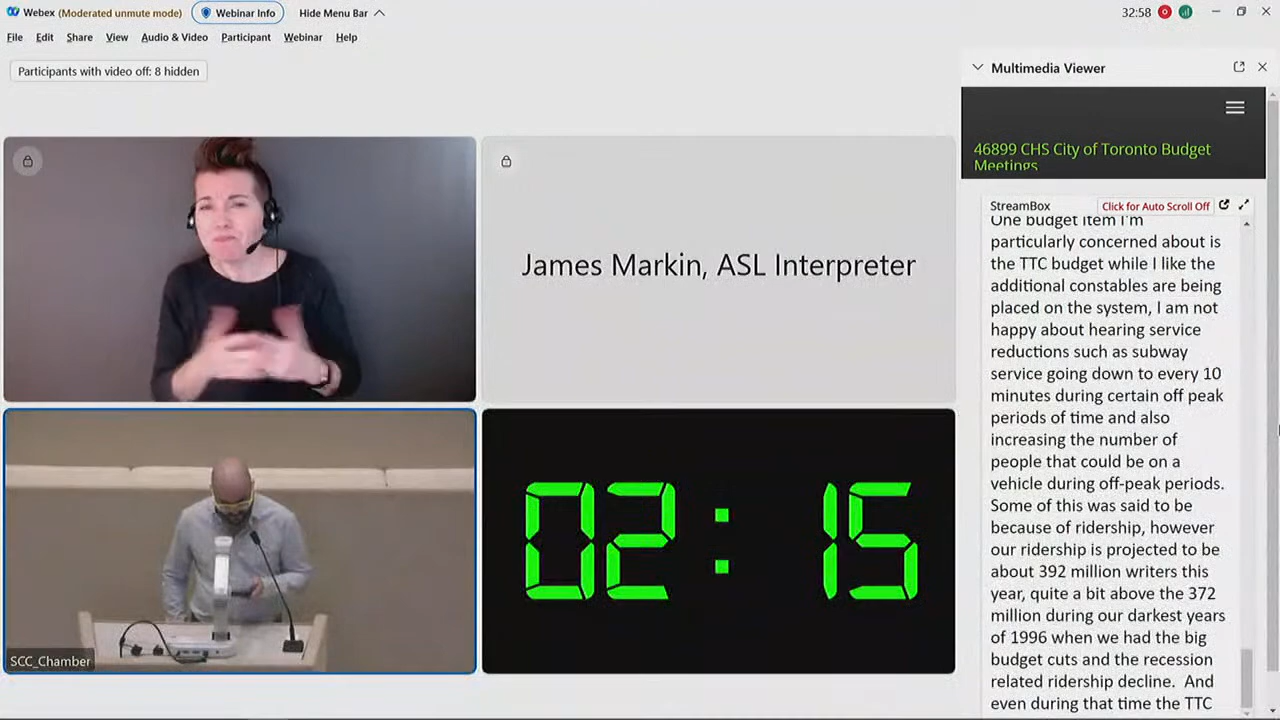 Webex (Moderated unmute mode) Webinar Info Hide Menu Bar 32:58
File Edit Share View Audio & Video Participant Webinar Help
Participants with video off: 8 hidden
Multimedia Viewer
46899 CHS City of Toronto Budget
Meetings
StreamBox Click for Auto Scroll Off
One budget item I'm
particularly concerned about is
the TTC budget while I like the
additional constables are being
placed on the system, I am not
happy about hearing service
reductions such as subway
service going down to every 10
minutes during certain off peak
periods of time and also
increasing the number of
people that could be on a
vehicle during off-peak periods.
Some of this was said to be
because of ridership, however
our ridership is projected to be
about 392 million writers this
year, quite a bit above the 372
million during our darkest years
of 1996 when we had the big
budget cuts and the recession
related ridership decline. And
even during that time the TTC
James Markin, ASL Interpreter
SCC_Chamber
02:15